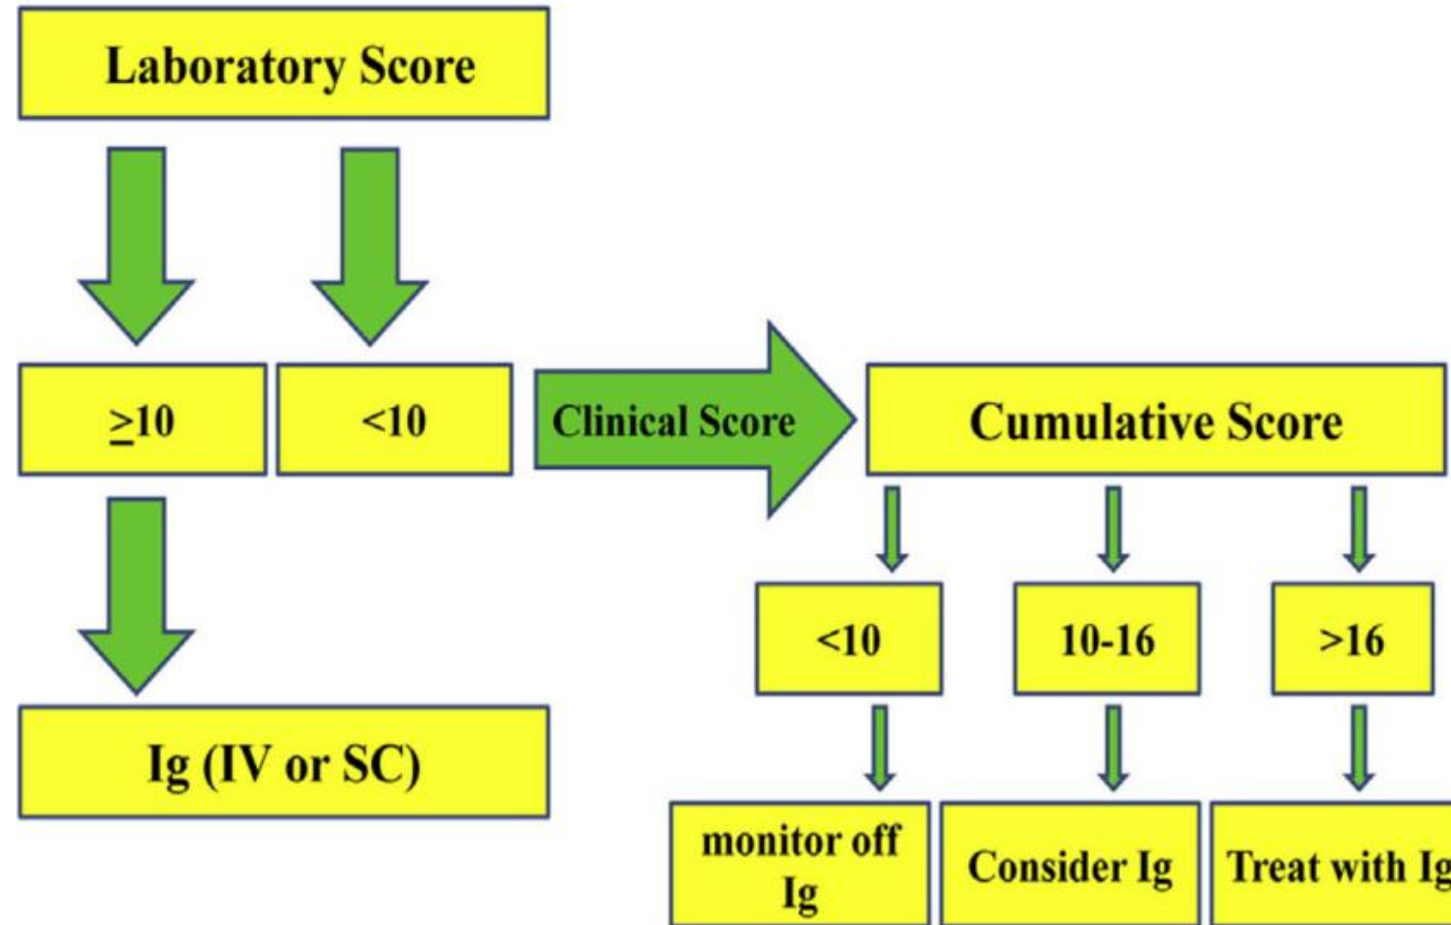 Laboratory Score
≥10
<10
Clinical Score
Cumulative Score
<10
10-16
>16
Ig (IV or SC)
monitor off
Ig
Consider Ig
Treat with Ig